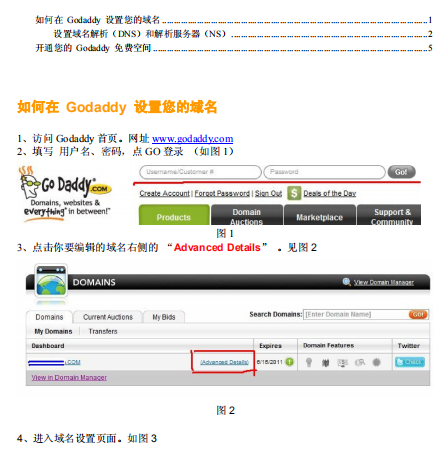 如何在 Godaddy 设置您的域名.....1
设置域名解析（DNS）和解析服务器（NS）.....2
开通您的 Godaddy 免费空间.....5
如何在 Godaddy 设置您的域名
1、访问 Godaddy 首页。网址 www.godaddy.com
2、填写 用户名、密码，点 GO 登录 （如图 1）
Username/Customer # Password Go!
Create Account | Forgot Password | Sign Out $ Deals of the Day
Go Daddy.COM
Domains, websites &
everything* in between!™
Products Domain Auctions Marketplace Support & Community
图 1
3、点击你要编辑的域名右侧的 “Advanced Details” 。见图 2
DOMAINS View Domain Manager
Domains Current Auctions My Bids Search Domains: [Enter Domain Name] GO!
My Domains Transfers
Dashboard Expires Domain Features Twitter
.COM (Advanced Details) 6/16/2011
View in Domain Manager
图 2
4、进入域名设置页面。如图 3